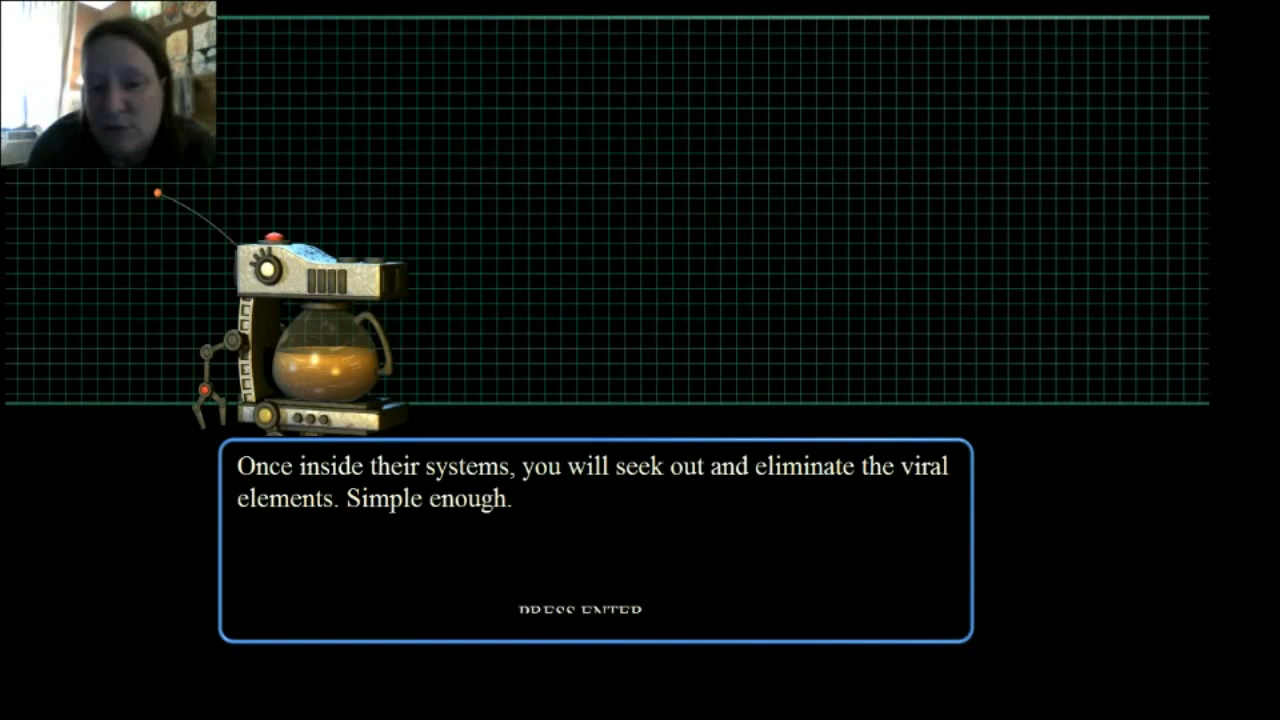 Once inside their systems, you will seek out and eliminate the viral
elements. Simple enough.
PRESS ENTER